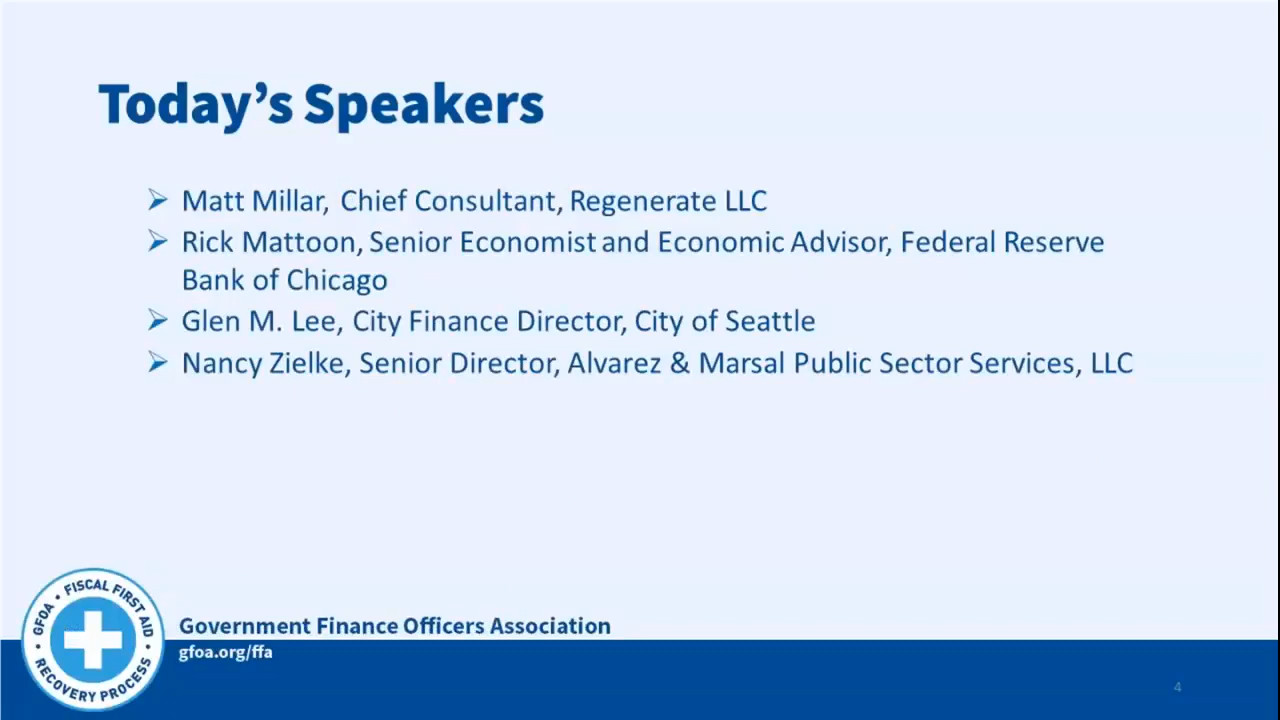 Today’s Speakers
➢ Matt Millar, Chief Consultant, Regenerate LLC
➢ Rick Mattoon, Senior Economist and Economic Advisor, Federal Reserve
Bank of Chicago
➢ Glen M. Lee, City Finance Director, City of Seattle
➢ Nancy Zielke, Senior Director, Alvarez & Marsal Public Sector Services, LLC
GFOA • FISCAL FIRST AID • RECOVERY PROCESS •
Government Finance Officers Association
gfoa.org/ffa
4